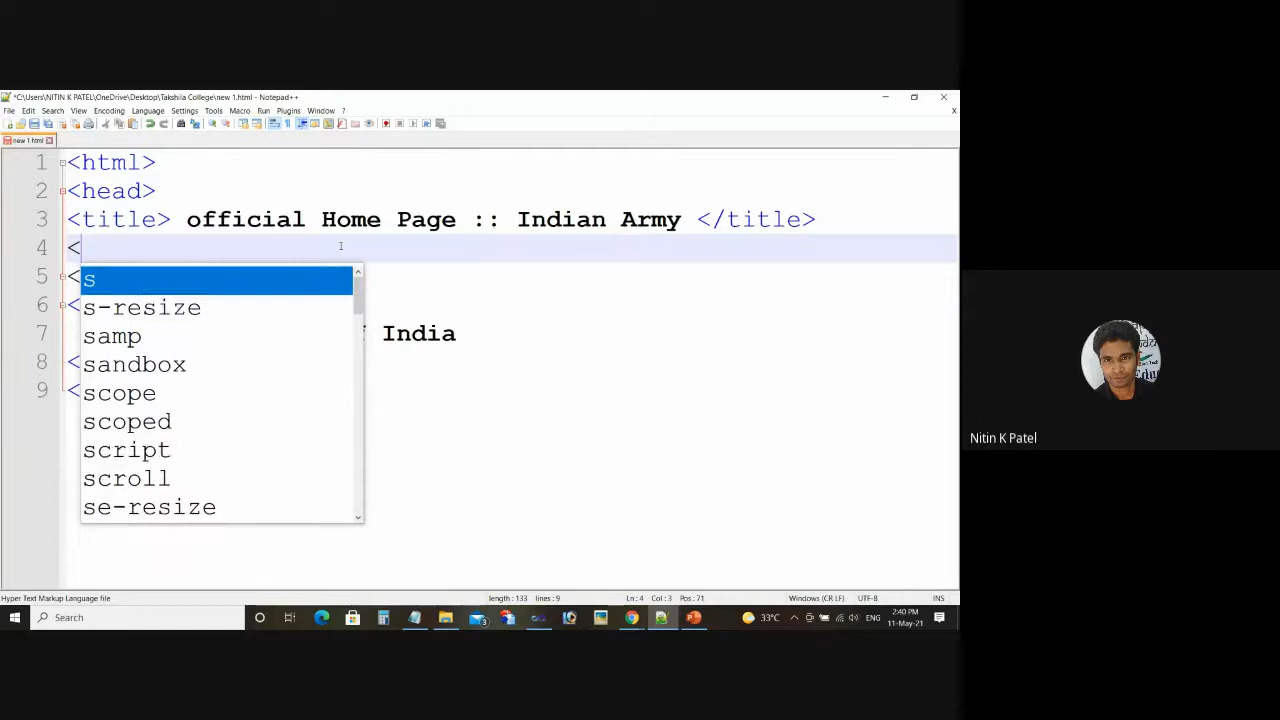 *C:\Users\NITIN K PATEL\OneDrive\Desktop\Takshila College\new 1.html - Notepad++
File Edit Search View Encoding Language Settings Tools Macro Run Plugins Window ?
X
new 1.html
1 <html>
2 <head>
3 <title> official Home Page :: Indian Army </title>
4 <
5 <
6 <
7 India
8 <
9 <
s
s-resize
samp
sandbox
scope
scoped
script
scroll
se-resize
Nitin K Patel
Hyper Text Markup Language file length : 133 lines : 9 Ln : 4 Col : 3 Pos : 71 Windows (CR LF) UTF-8 INS
Search 3 33°C ENG 2:40 PM
11-May-21